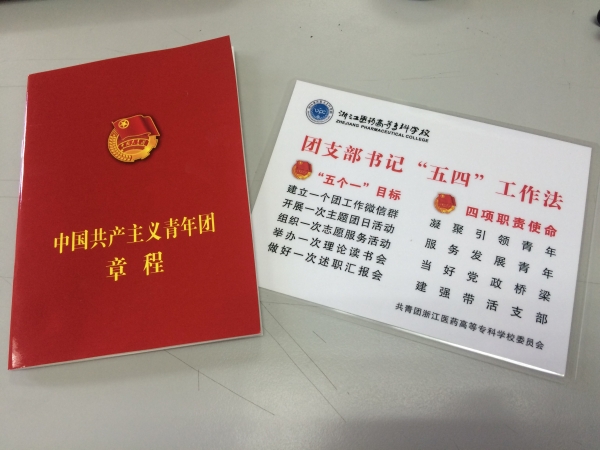 中国共产主义青年团
章程
浙江医药高等专科学校
ZHEJIANG PHARMACEUTICAL COLLEGE
团支部书记“五四”工作法
“五个一”目标
建立一个团工作微信群
开展一次主题团日活动
组织一次志愿服务活动
举办一次理论读书会
做好一次述职汇报会
四项职责使命
凝聚引领青年
服务发展青年
当好党政桥梁
建强带活支部
共青团浙江医药高等专科学校委员会